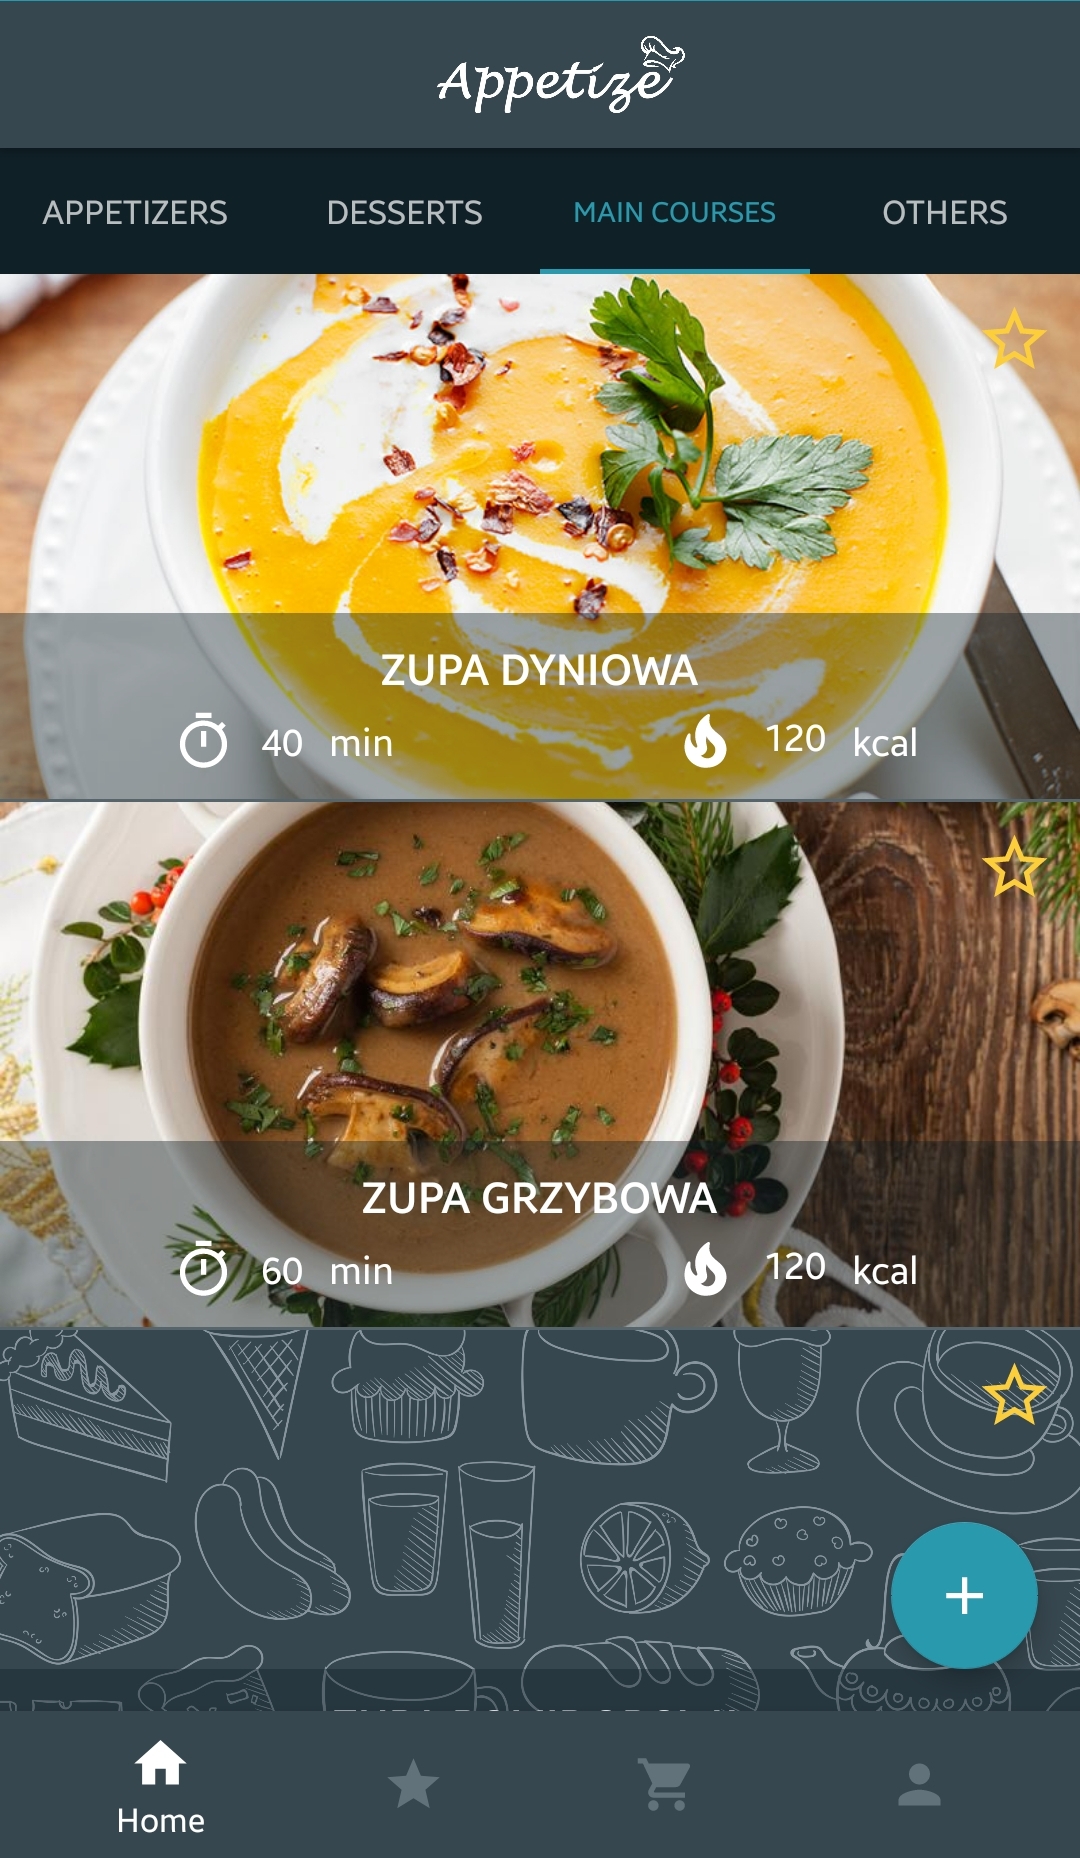 Appetize
APPETIZERS DESSERTS MAIN COURSES OTHERS
ZUPA DYNIOWA
40 min 120 kcal
ZUPA GRZYBOWA
60 min 120 kcal
Home